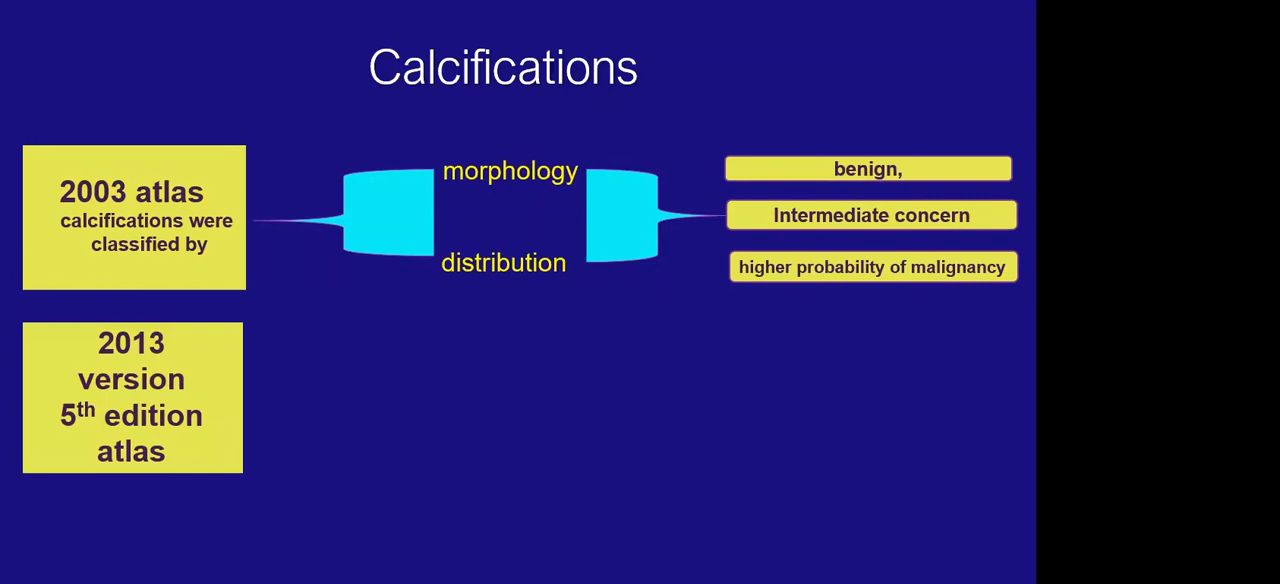 Calcifications
2003 atlas
calcifications were
classified by
morphology
distribution
benign,
Intermediate concern
higher probability of malignancy
2013
version
5th edition
atlas